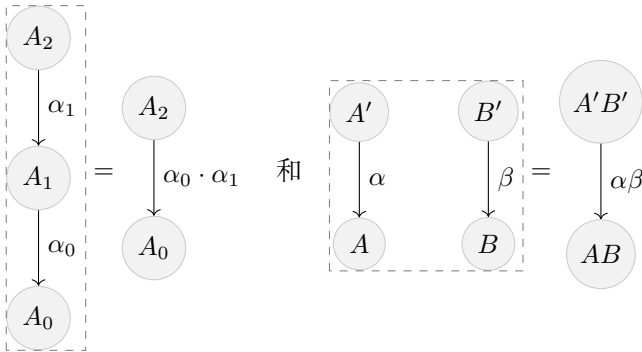 A₂
α₁
A₁
α₀
A₀
=
A₂
α₀ · α₁
A₀
和
A′
α
A
B′
β
B
=
A′B′
αβ
AB